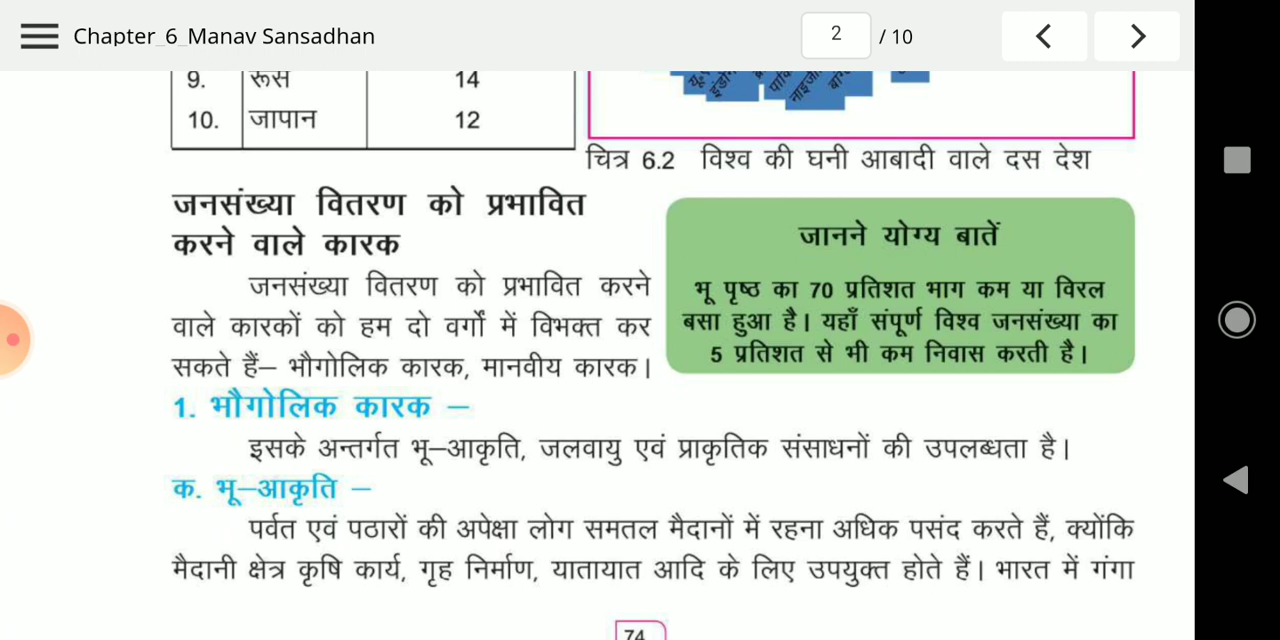 Chapter_6_Manav Sansadhan
2 / 10
9. रूस 14
10. जापान 12
चित्र 6.2 विश्व की घनी आबादी वाले दस देश
जनसंख्या वितरण को प्रभावित
करने वाले कारक
जनसंख्या वितरण को प्रभावित करने
वाले कारकों को हम दो वर्गों में विभक्त कर
सकते हैं– भौगोलिक कारक, मानवीय कारक।
जानने योग्य बातें
भू पृष्ठ का 70 प्रतिशत भाग कम या विरल
बसा हुआ है। यहाँ संपूर्ण विश्व जनसंख्या का
5 प्रतिशत से भी कम निवास करती है।
1. भौगोलिक कारक –
इसके अन्तर्गत भू–आकृति, जलवायु एवं प्राकृतिक संसाधनों की उपलब्धता है।
क. भू–आकृति –
पर्वत एवं पठारों की अपेक्षा लोग समतल मैदानों में रहना अधिक पसंद करते हैं, क्योंकि
मैदानी क्षेत्र कृषि कार्य, गृह निर्माण, यातायात आदि के लिए उपयुक्त होते हैं। भारत में गंगा
74